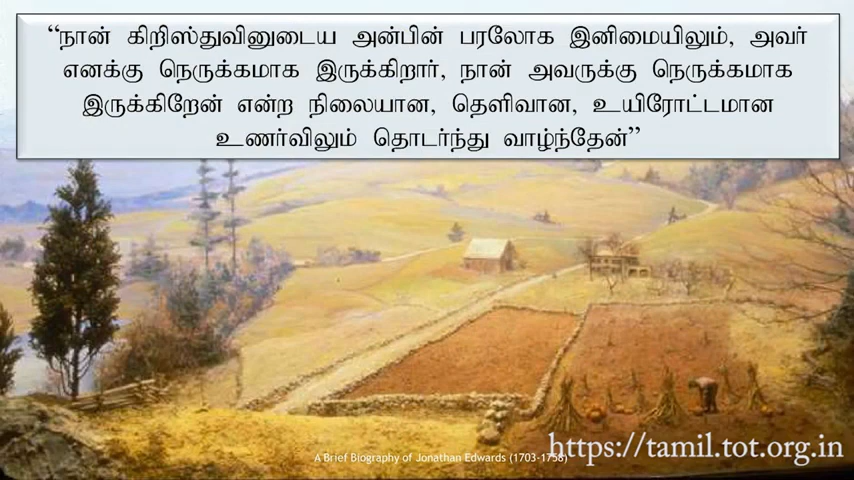 “நான் கிறிஸ்துவினுடைய அன்பின் பரலோக இனிமையிலும், அவர்
எனக்கு நெருக்கமாக இருக்கிறார், நான் அவருக்கு நெருக்கமாக
இருக்கிறேன் என்ற நிலையான, தெளிவான, உயிரோட்டமான
உணர்விலும் தொடர்ந்து வாழ்ந்தேன்”
https://tamil.tot.org.in
A Brief Biography of Jonathan Edwards (1703-1758)